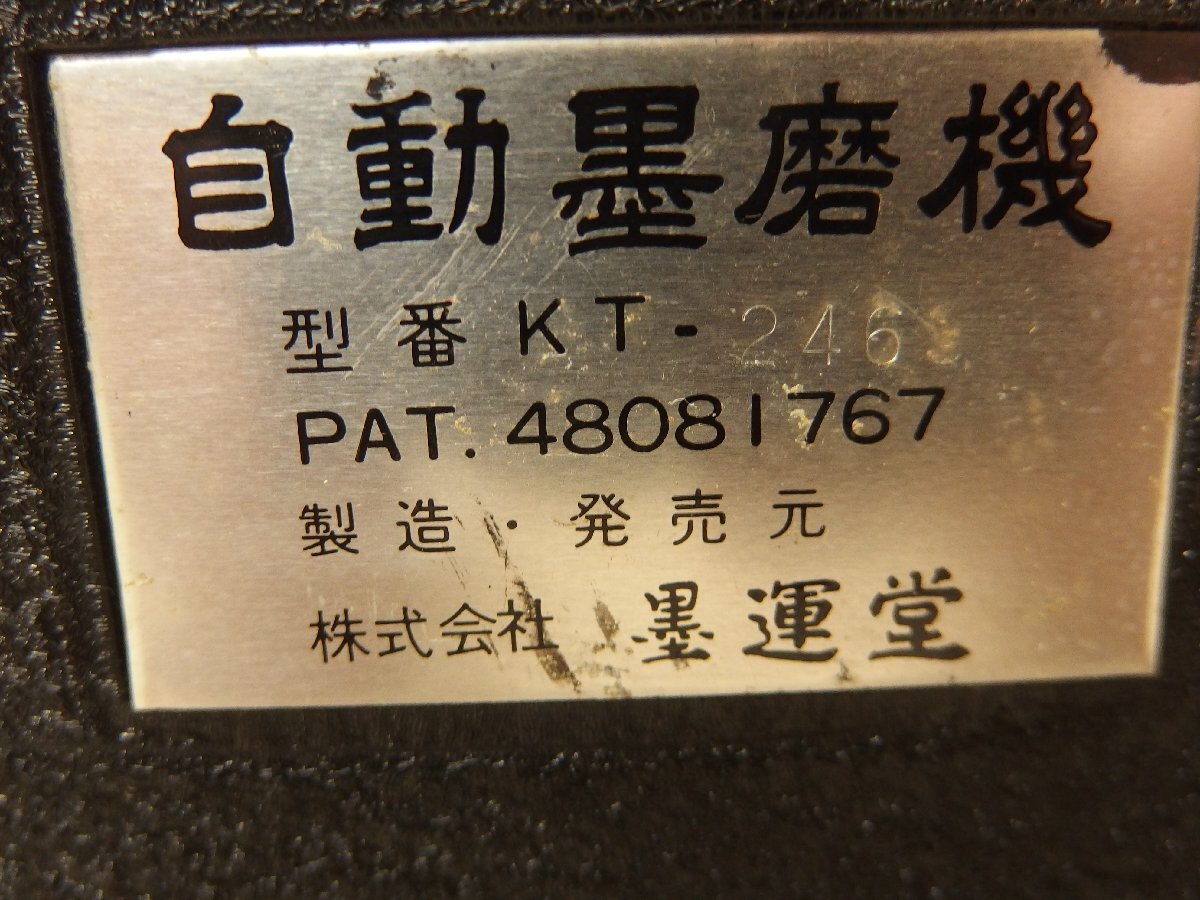 自動墨磨機
型番 KT-246
PAT. 48081767
製造・発売元
株式会社 墨運堂